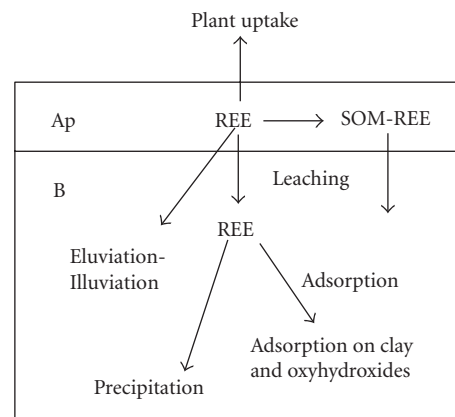 Plant uptake
Ap
REE
SOM-REE
B
Leaching
REE
Eluviation-
Illuviation
Adsorption
Adsorption on clay
and oxyhydroxides
Precipitation